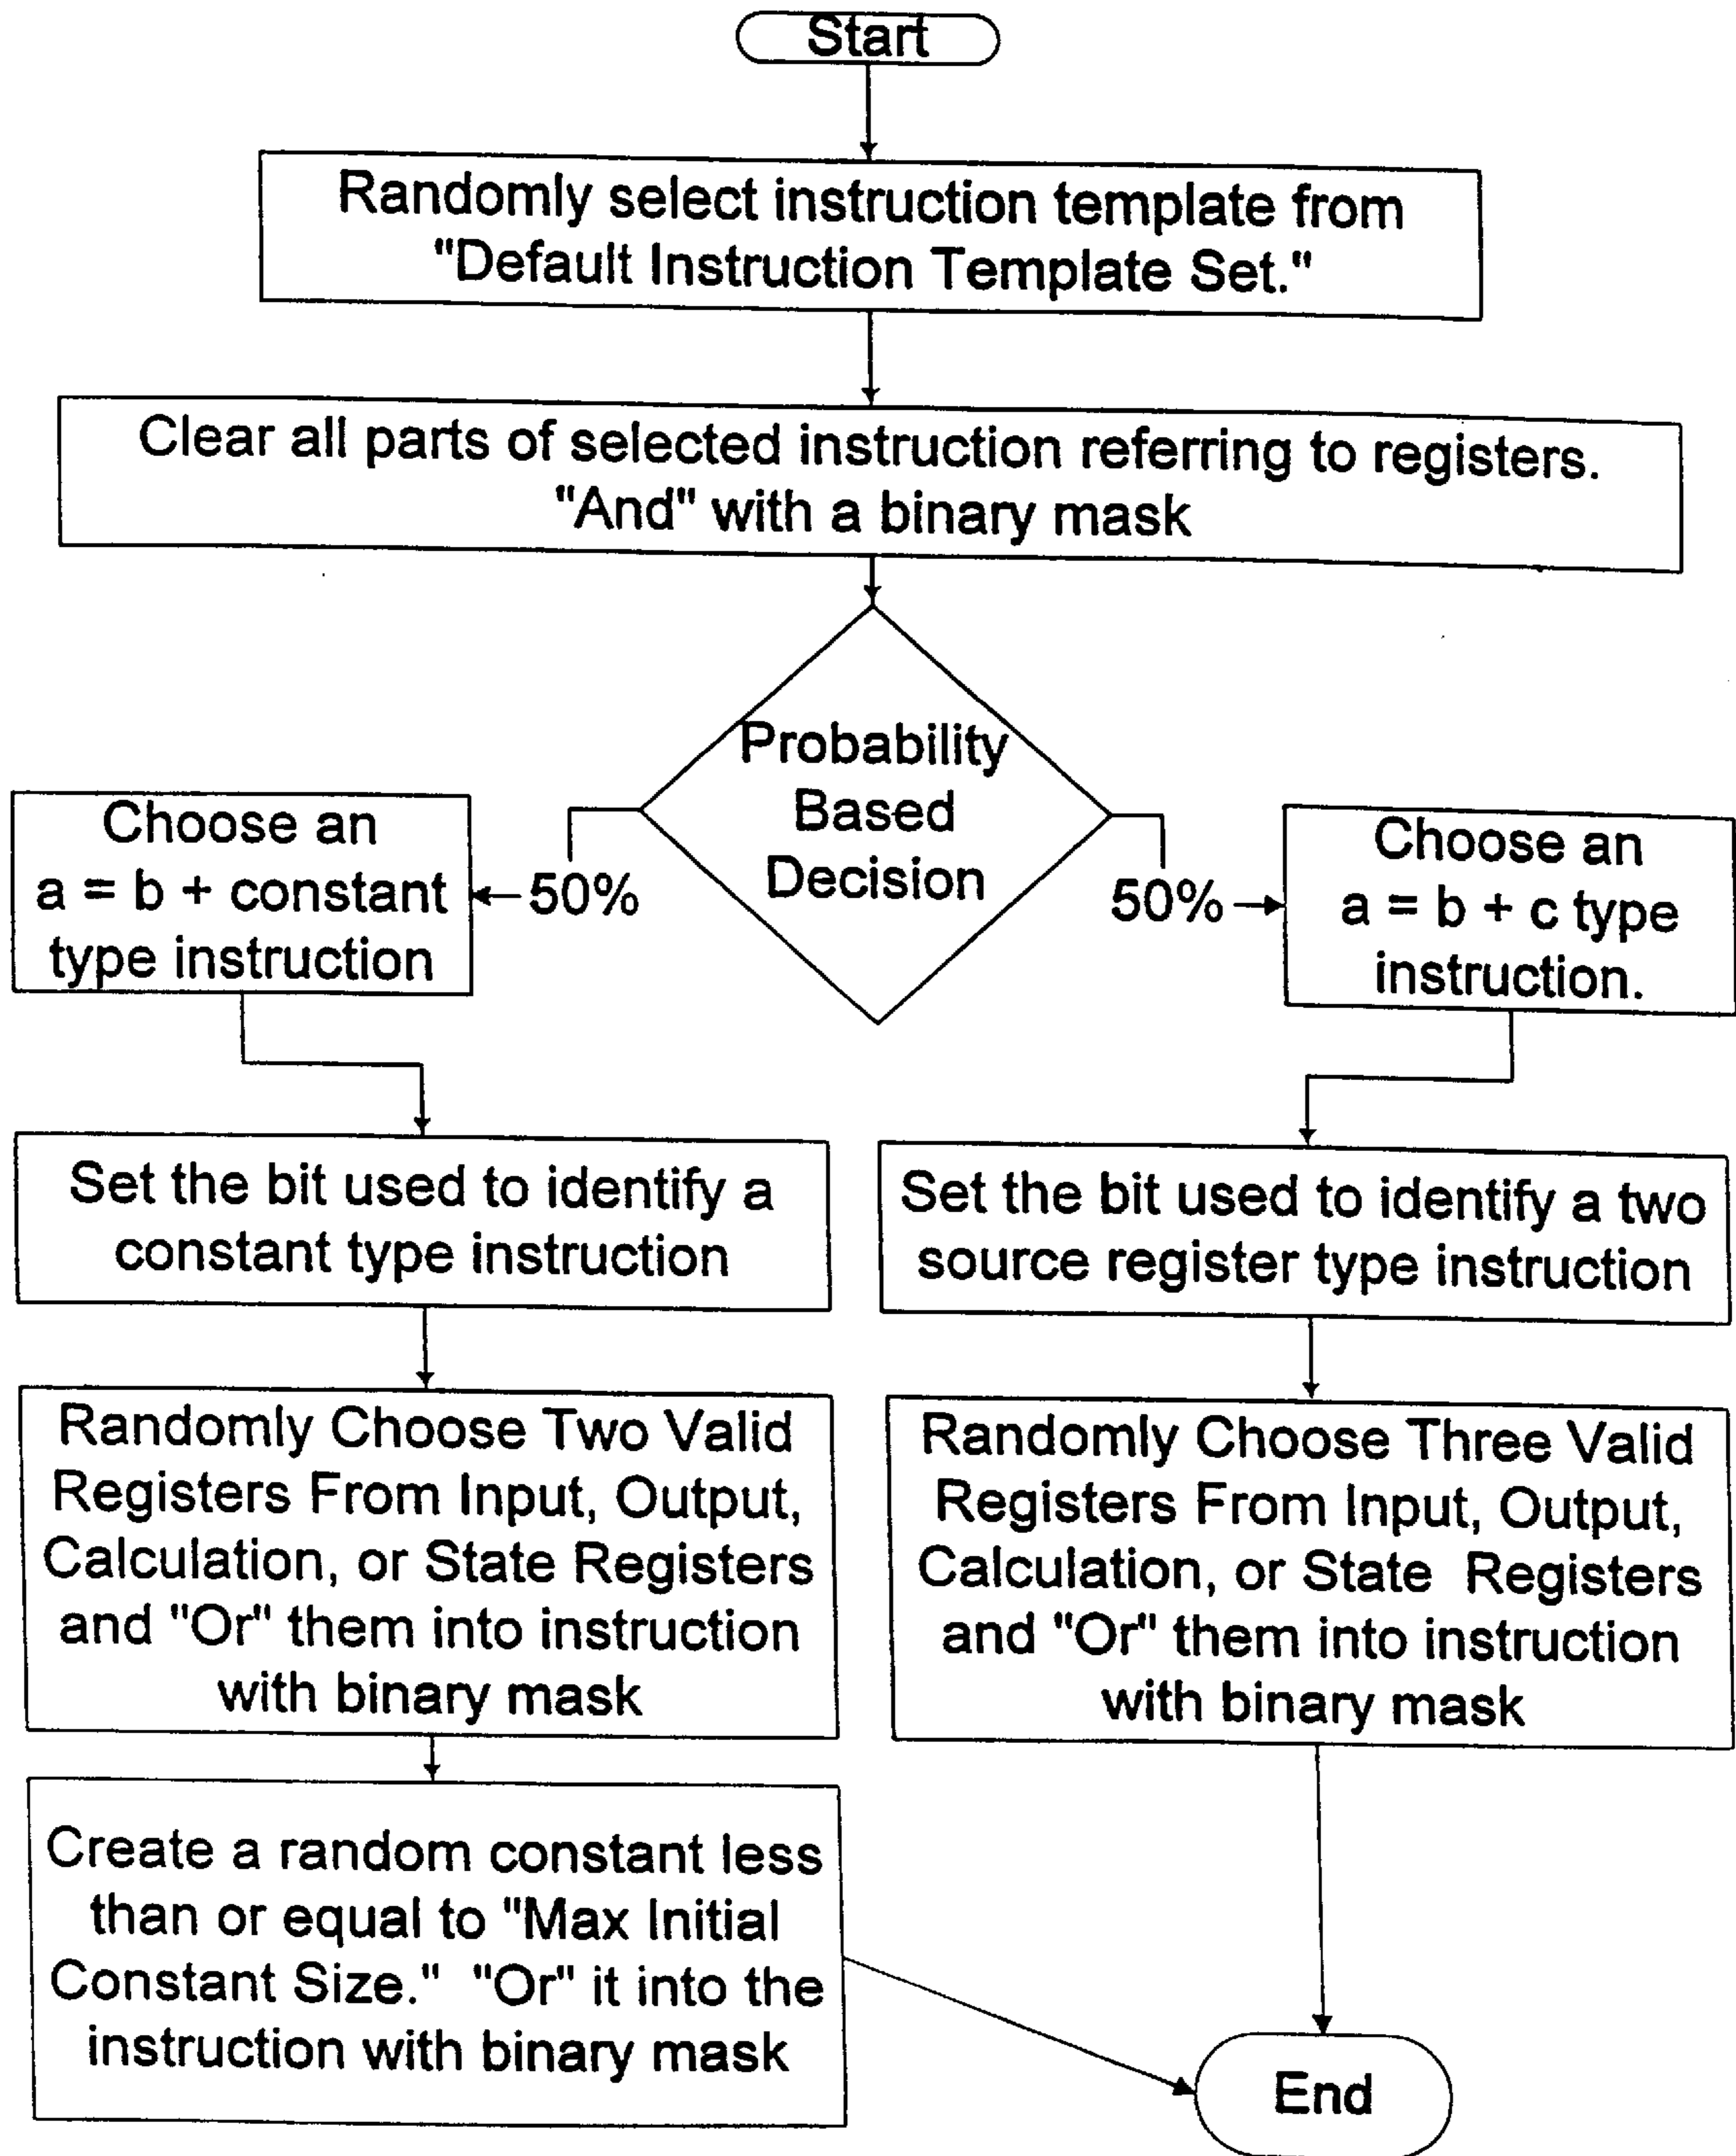 Start
Randomly select instruction template from
"Default Instruction Template Set."
Clear all parts of selected instruction referring to registers.
"And" with a binary mask
Probability
Based
Decision
50%
50%
Choose an
a = b + constant
type instruction
Choose an
a = b + c type
instruction.
Set the bit used to identify a
constant type instruction
Set the bit used to identify a two
source register type instruction
Randomly Choose Two Valid
Registers From Input, Output,
Calculation, or State Registers
and "Or" them into instruction
with binary mask
Randomly Choose Three Valid
Registers From Input, Output,
Calculation, or State Registers
and "Or" them into instruction
with binary mask
Create a random constant less
than or equal to "Max Initial
Constant Size." "Or" it into the
instruction with binary mask
End